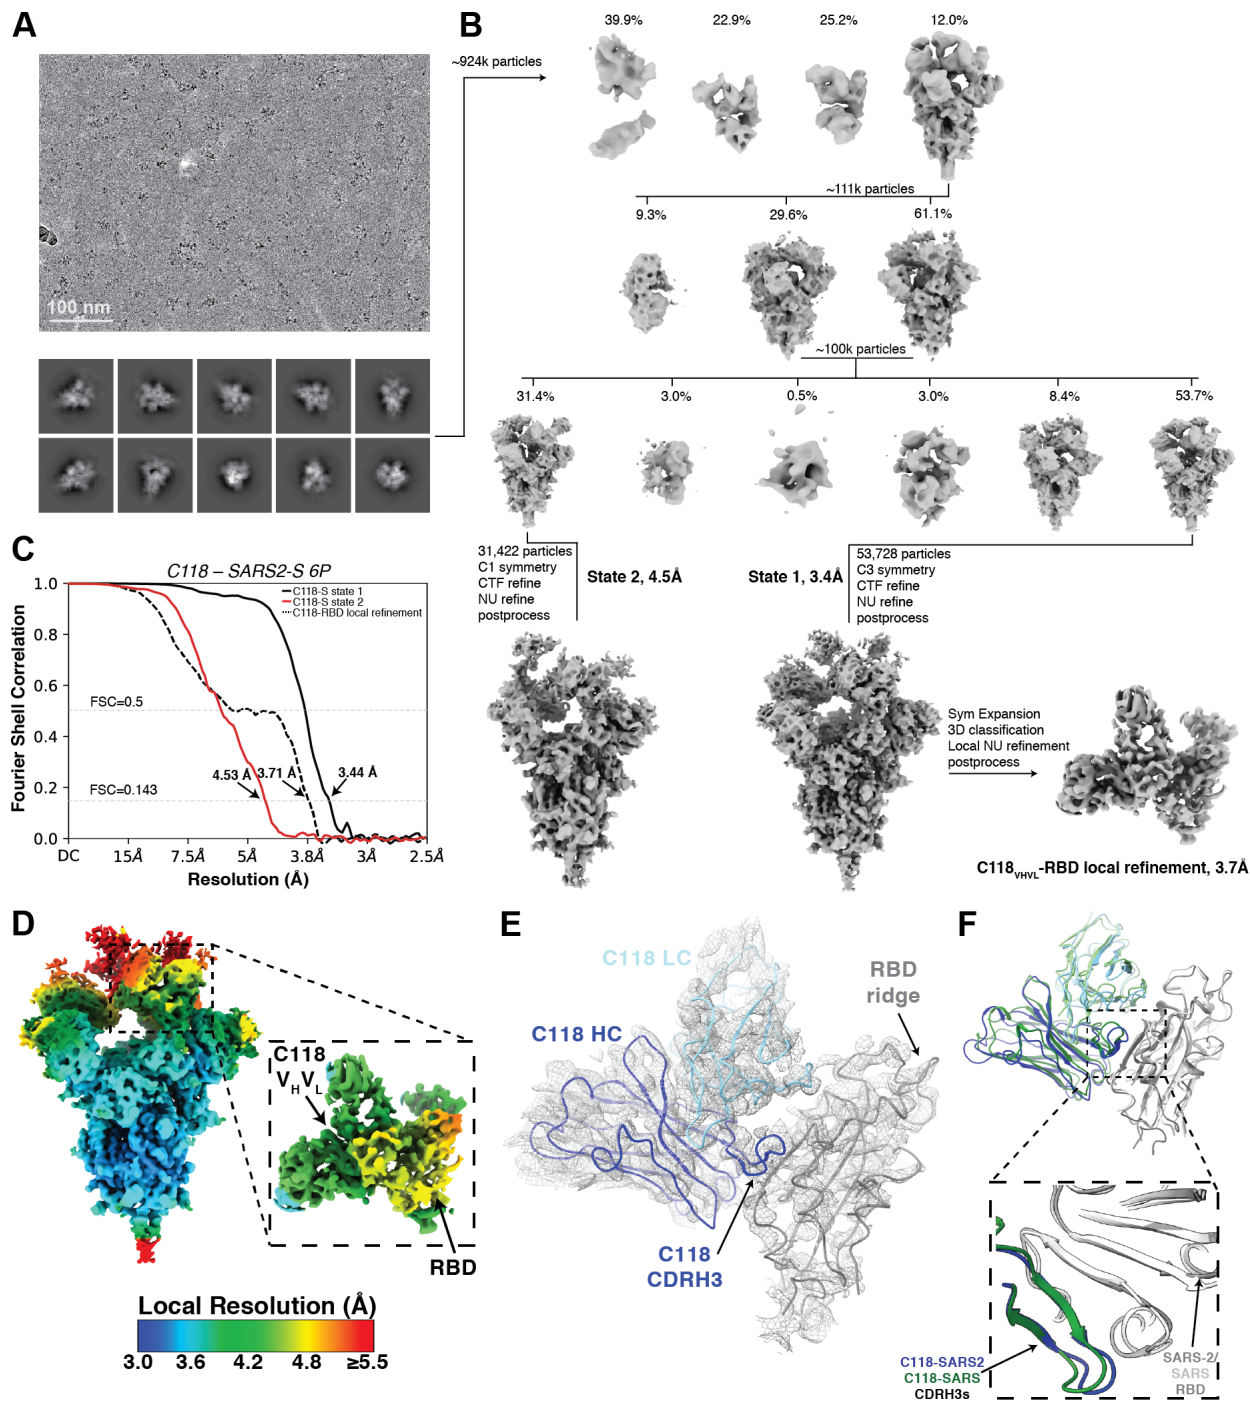 A
100 nm
B
39.9%
22.9%
25.2%
12.0%
~924k particles
~111k particles
9.3%
29.6%
61.1%
~100k particles
31.4%
3.0%
0.5%
3.0%
8.4%
53.7%
31,422 particles
C1 symmetry
CTF refine
NU refine
postprocess
State 2, 4.5Å
State 1, 3.4Å
53,728 particles
C3 symmetry
CTF refine
NU refine
postprocess
Sym Expansion
3D classification
Local NU refinement
postprocess
C118VHVL-RBD local refinement, 3.7Å
C
C118 – SARS2-S 6P
C118-S state 1
C118-S state 2
C118-RBD local refinement
Fourier Shell Correlation
1.0
0.8
0.6
0.4
0.2
0.0
FSC=0.5
FSC=0.143
4.53 Å
3.71 Å
3.44 Å
DC
15Å
7.5Å
5Å
3.8Å
3Å
2.5Å
Resolution (Å)
D
C118
VHVL
RBD
Local Resolution (Å)
3.0
3.6
4.2
4.8
≥5.5
E
C118 LC
C118 HC
RBD
ridge
C118
CDRH3
F
C118-SARS2
C118-SARS
CDRH3s
SARS-2/
SARS
RBD